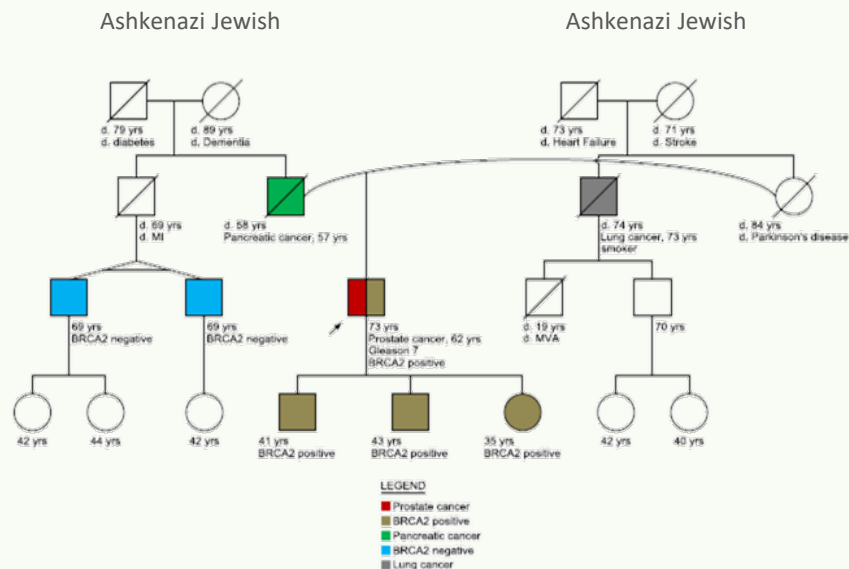 Ashkenazi Jewish
Ashkenazi Jewish
d. 79 yrs
d. diabetes
d. 89 yrs
d. Dementia
d. 73 yrs
d. Heart Failure
d. 71 yrs
d. Stroke
d. 69 yrs
d. MI
d. 58 yrs
Pancreatic cancer, 57 yrs
d. 74 yrs
Lung cancer, 73 yrs
smoker
d. 84 yrs
d. Parkinson's disease
69 yrs
BRCA2 negative
69 yrs
BRCA2 negative
73 yrs
Prostate cancer, 62 yrs
Gleason 7
BRCA2 positive
d. 19 yrs
d. MVA
70 yrs
42 yrs
44 yrs
42 yrs
41 yrs
BRCA2 positive
43 yrs
BRCA2 positive
35 yrs
BRCA2 positive
42 yrs
40 yrs
LEGEND
Prostate cancer
BRCA2 positive
Pancreatic cancer
BRCA2 negative
Lung cancer